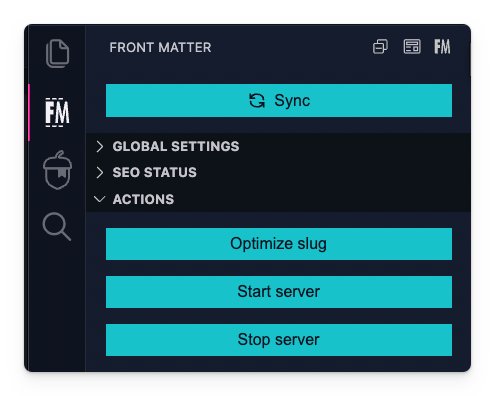 FRONT MATTER
FM
FM
Sync
GLOBAL SETTINGS
SEO STATUS
ACTIONS
Optimize slug
Start server
Stop server